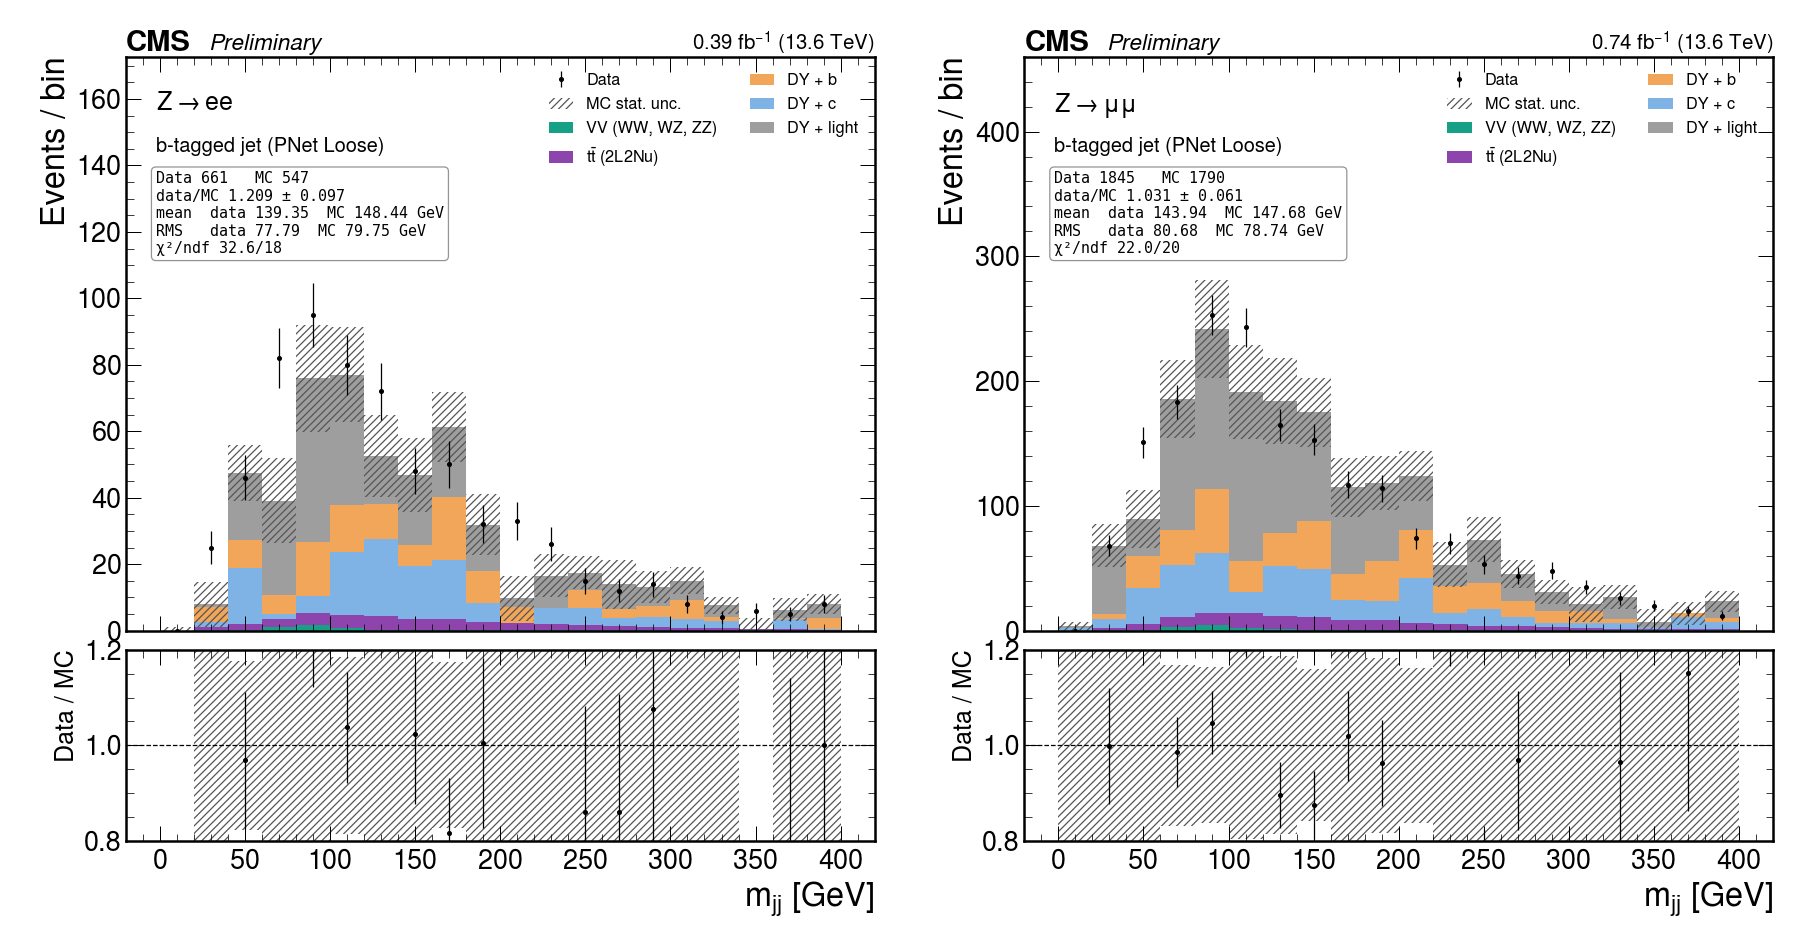 CMS Preliminary 0.39 fb⁻¹ (13.6 TeV)
Events / bin
Z → ee
b-tagged jet (PNet Loose)
Data 661   MC 547
data/MC 1.209 ± 0.097
mean  data 139.35  MC 148.44 GeV
RMS   data 77.79  MC 79.75 GeV
χ²/ndf 32.6/18
Data
MC stat. unc.
VV (WW, WZ, ZZ)
tt̄ (2L2Nu)
DY + b
DY + c
DY + light
160
140
120
100
80
60
40
20
0
Data / MC
1.2
1.0
0.8
0 50 100 150 200 250 300 350 400
m_jj [GeV]
CMS Preliminary 0.74 fb⁻¹ (13.6 TeV)
Events / bin
Z → μμ
b-tagged jet (PNet Loose)
Data 1845   MC 1790
data/MC 1.031 ± 0.061
mean  data 143.94  MC 147.68 GeV
RMS   data 80.68  MC 78.74 GeV
χ²/ndf 22.0/20
Data
MC stat. unc.
VV (WW, WZ, ZZ)
tt̄ (2L2Nu)
DY + b
DY + c
DY + light
400
300
200
100
0
Data / MC
1.2
1.0
0.8
0 50 100 150 200 250 300 350 400
m_jj [GeV]